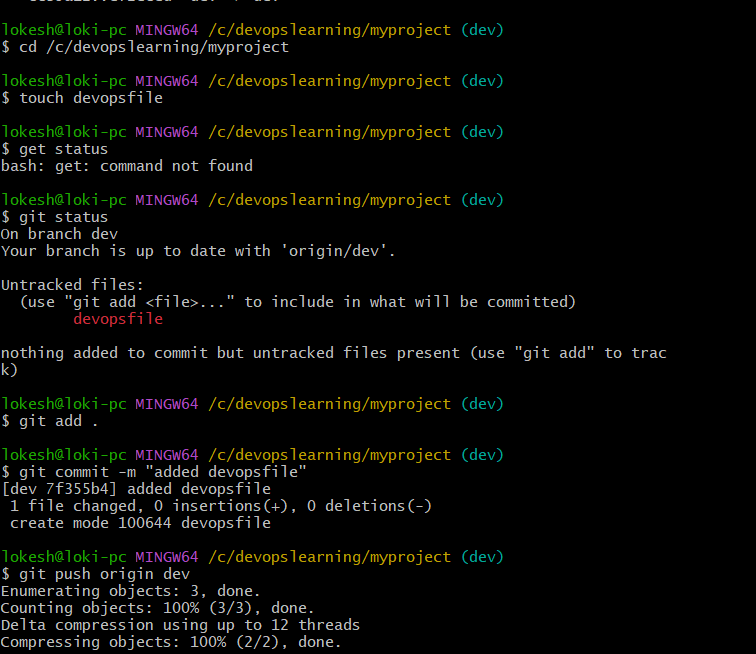 lokesh@loki-pc MINGW64 /c/devopslearning/myproject (dev)
$ cd /c/devopslearning/myproject
lokesh@loki-pc MINGW64 /c/devopslearning/myproject (dev)
$ touch devopsfile
lokesh@loki-pc MINGW64 /c/devopslearning/myproject (dev)
$ get status
bash: get: command not found
lokesh@loki-pc MINGW64 /c/devopslearning/myproject (dev)
$ git status
On branch dev
Your branch is up to date with 'origin/dev'.
Untracked files:
  (use "git add <file>..." to include in what will be committed)
        devopsfile
nothing added to commit but untracked files present (use "git add" to trac
k)
lokesh@loki-pc MINGW64 /c/devopslearning/myproject (dev)
$ git add .
lokesh@loki-pc MINGW64 /c/devopslearning/myproject (dev)
$ git commit -m "added devopsfile"
[dev 7f355b4] added devopsfile
 1 file changed, 0 insertions(+), 0 deletions(-)
 create mode 100644 devopsfile
lokesh@loki-pc MINGW64 /c/devopslearning/myproject (dev)
$ git push origin dev
Enumerating objects: 3, done.
Counting objects: 100% (3/3), done.
Delta compression using up to 12 threads
Compressing objects: 100% (2/2), done.